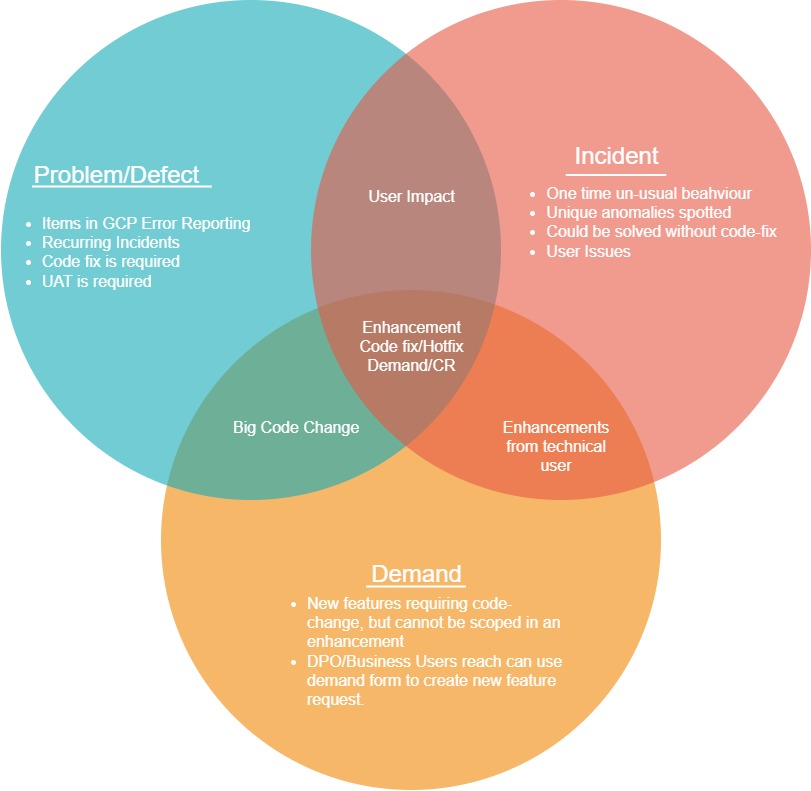 Problem/Defect
• Items in GCP Error Reporting
• Recurring Incidents
• Code fix is required
• UAT is required
User Impact
Incident
• One time un-usual beahviour
• Unique anomalies spotted
• Could be solved without code-fix
• User Issues
Enhancement
Code fix/Hotfix
Demand/CR
Big Code Change
Enhancements
from technical
user
Demand
• New features requiring code-
change, but cannot be scoped in an
enhancement
• DPO/Business Users reach can use
demand form to create new feature
request.